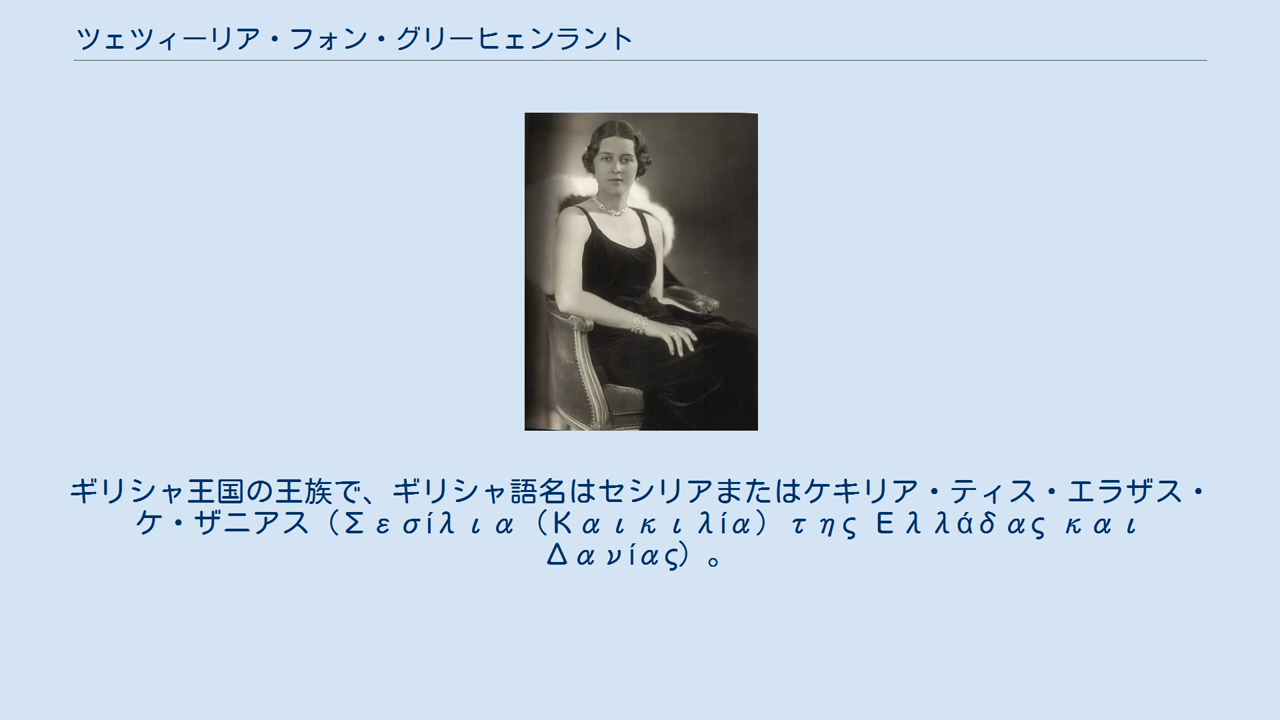 ツェツィーリア・フォン・グリーヒェンラント
ギリシャ王国の王族で、ギリシャ語名はセシリアまたはケキリア・ティス・エラザス・
ケ・ザニアス（Σεσίλια（Καικιλία）της Ελλάδας και
Δανίας）。